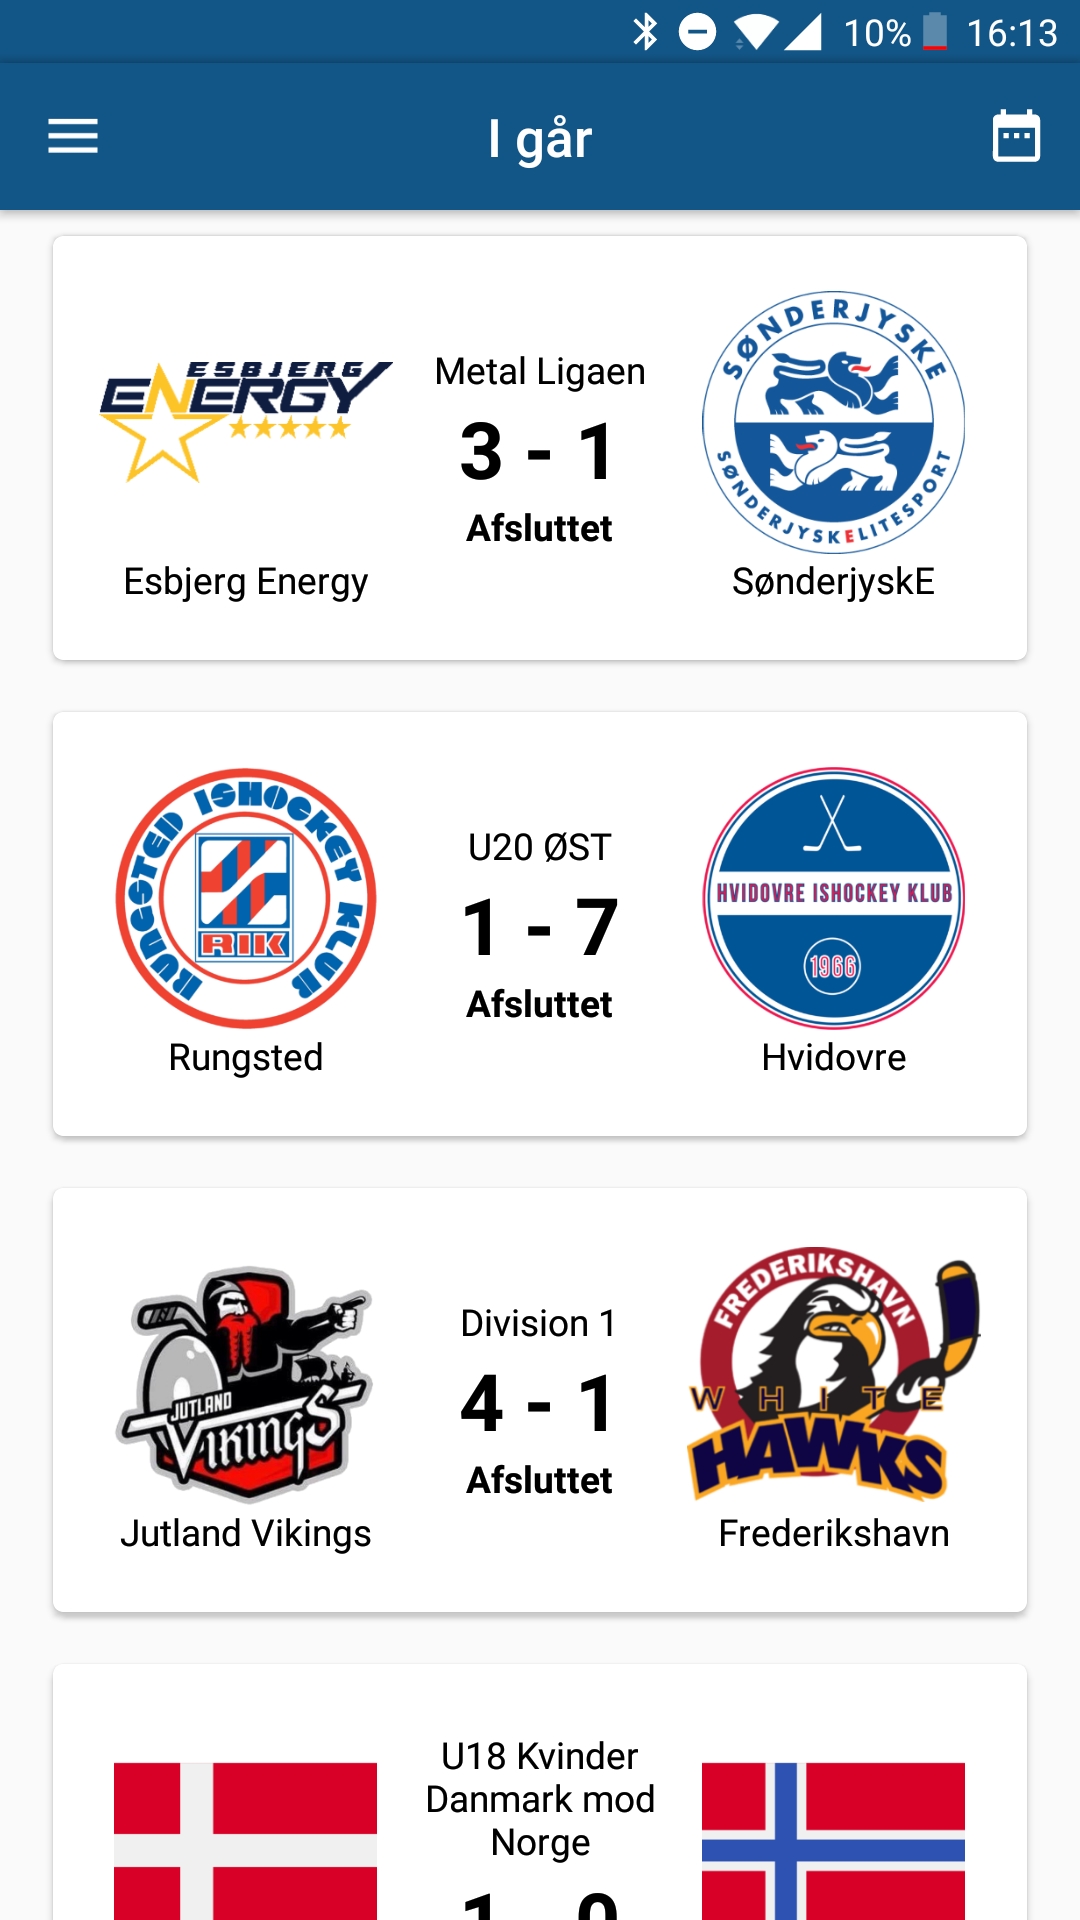 10% 16:13
I går
ESBJERG
ENERGY
Metal Ligaen
3 - 1
Afsluttet
SØNDERJYSKE
SØNDERJYSKELITESPORT
Esbjerg Energy
SønderjyskE
RUNGSTED ISHOCKEY KLUB
RIK
U20 ØST
1 - 7
Afsluttet
HVIDOVRE ISHOCKEY KLUB
1966
Rungsted
Hvidovre
JUTLAND
VIKINGS
Division 1
4 - 1
Afsluttet
FREDERIKSHAVN
WHITE
HAWKS
Jutland Vikings
Frederikshavn
U18 Kvinder
Danmark mod
Norge